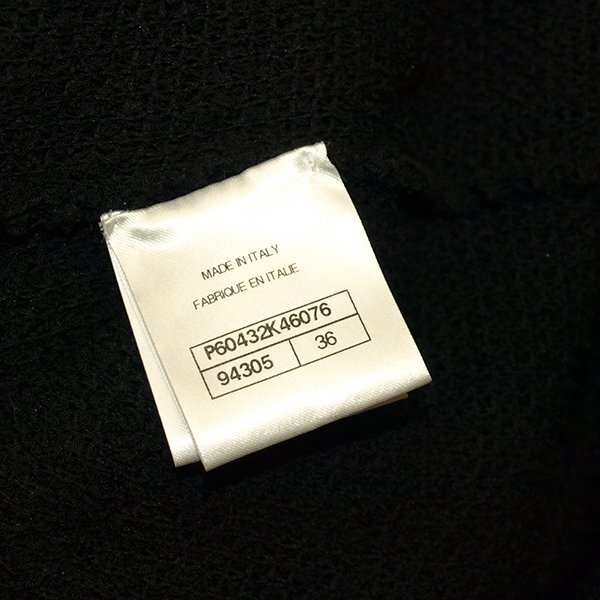 MADE IN ITALY
FABRIQUE EN ITALIE
P60432K46076
94305 36